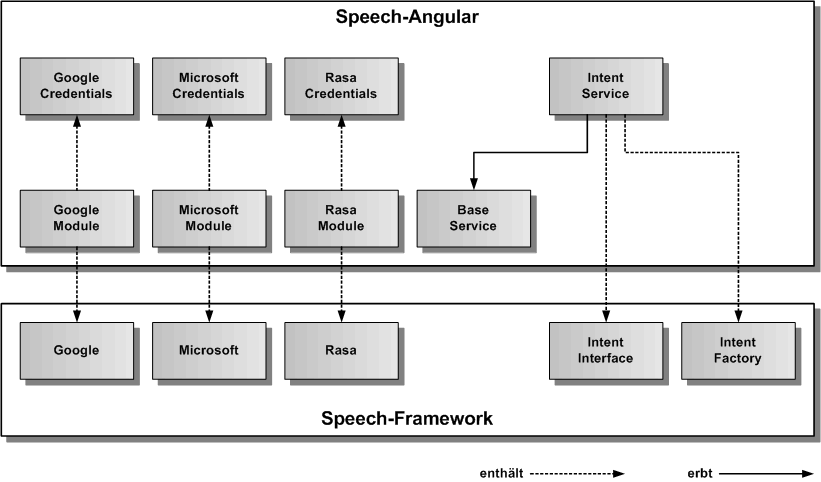 Speech-Angular
Google
Credentials
Microsoft
Credentials
Rasa
Credentials
Intent
Service
Google
Module
Microsoft
Module
Rasa
Module
Base
Service
Google
Microsoft
Rasa
Intent
Interface
Intent
Factory
Speech-Framework
enthält
erbt